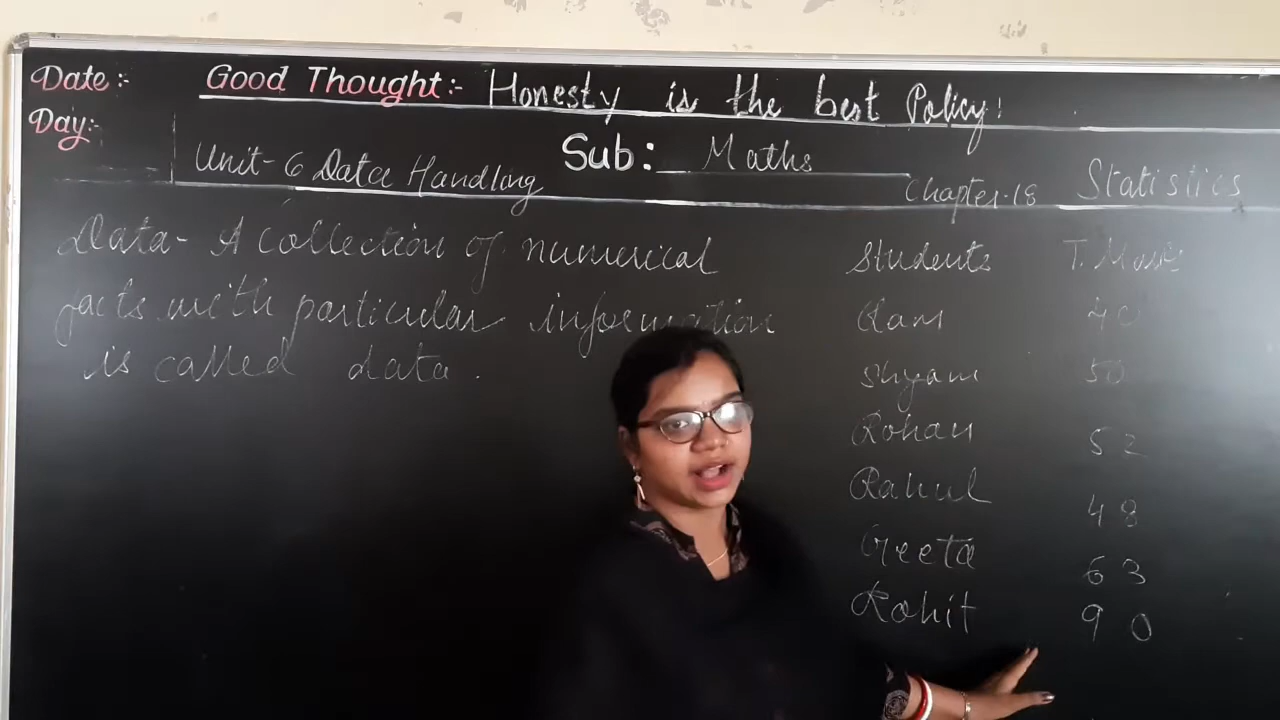 Date:-
Good Thought:- Honesty is the best Policy!
Day:-
Sub: Maths
Unit-6 Data Handling
Chapter-18 Statistics
Data- A collection of numerical
facts with particular information
is called data.
Students T. Marks
Ram 40
Shyam 50
Rohan 52
Rahul 48
Geeta 63
Rohit 90